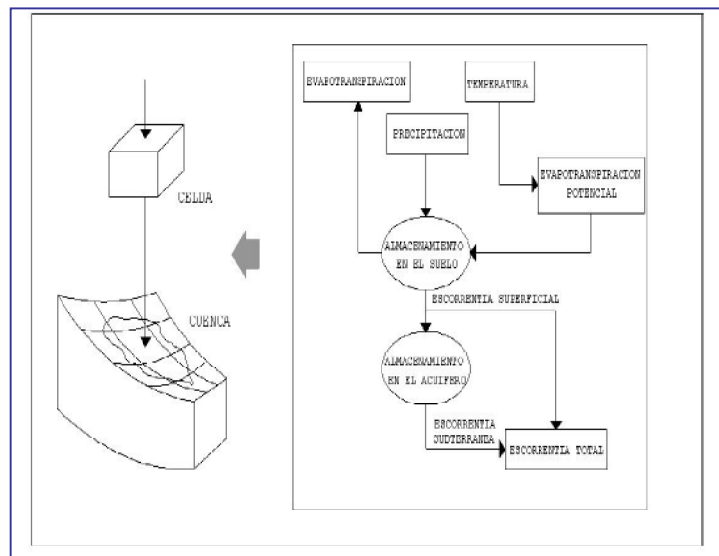 EVAPOTRANSPIRACION
TEMPERATURA
PRECIPITACION
CELDA
EVAPOTRANSPIRACION
POTENCIAL
ALMACENAMIENTO
EN EL SUELO
ESCORRENTIA SUPERFICIAL
CUENCA
ALMACENAMIENTO
EN EL ACUIFERO
ESCORRENTIA
SUBTERRANEA
ESCORRENTIA TOTAL